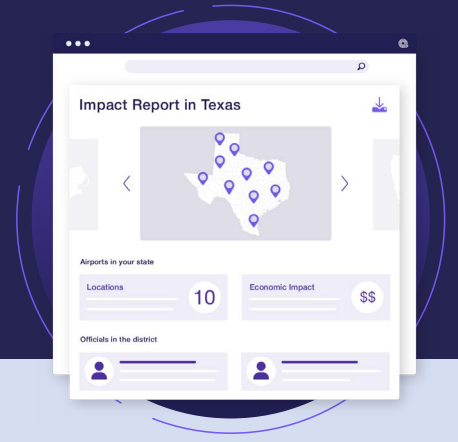 Impact Report in Texas
Airports in your state
Locations
10
Economic Impact
$$
Officials in the district